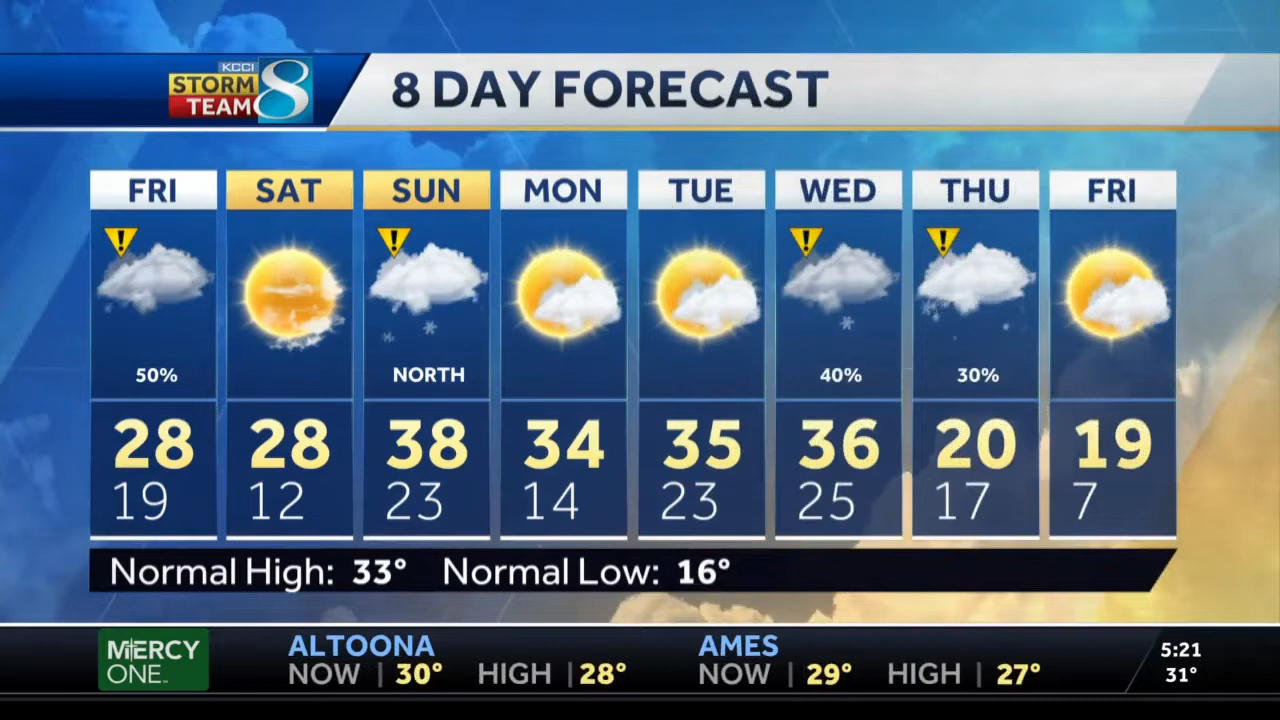 KCCI
STORM
TEAM 8
8 DAY FORECAST
FRI SAT SUN MON TUE WED THU FRI
! ! ! !
50% NORTH 40% 30%
28 28 38 34 35 36 20 19
19 12 23 14 23 25 17 7
Normal High: 33° Normal Low: 16°
MERCY
ONE
ALTOONA
NOW | 30° HIGH | 28°
AMES
NOW | 29° HIGH | 27°
5:21
31°